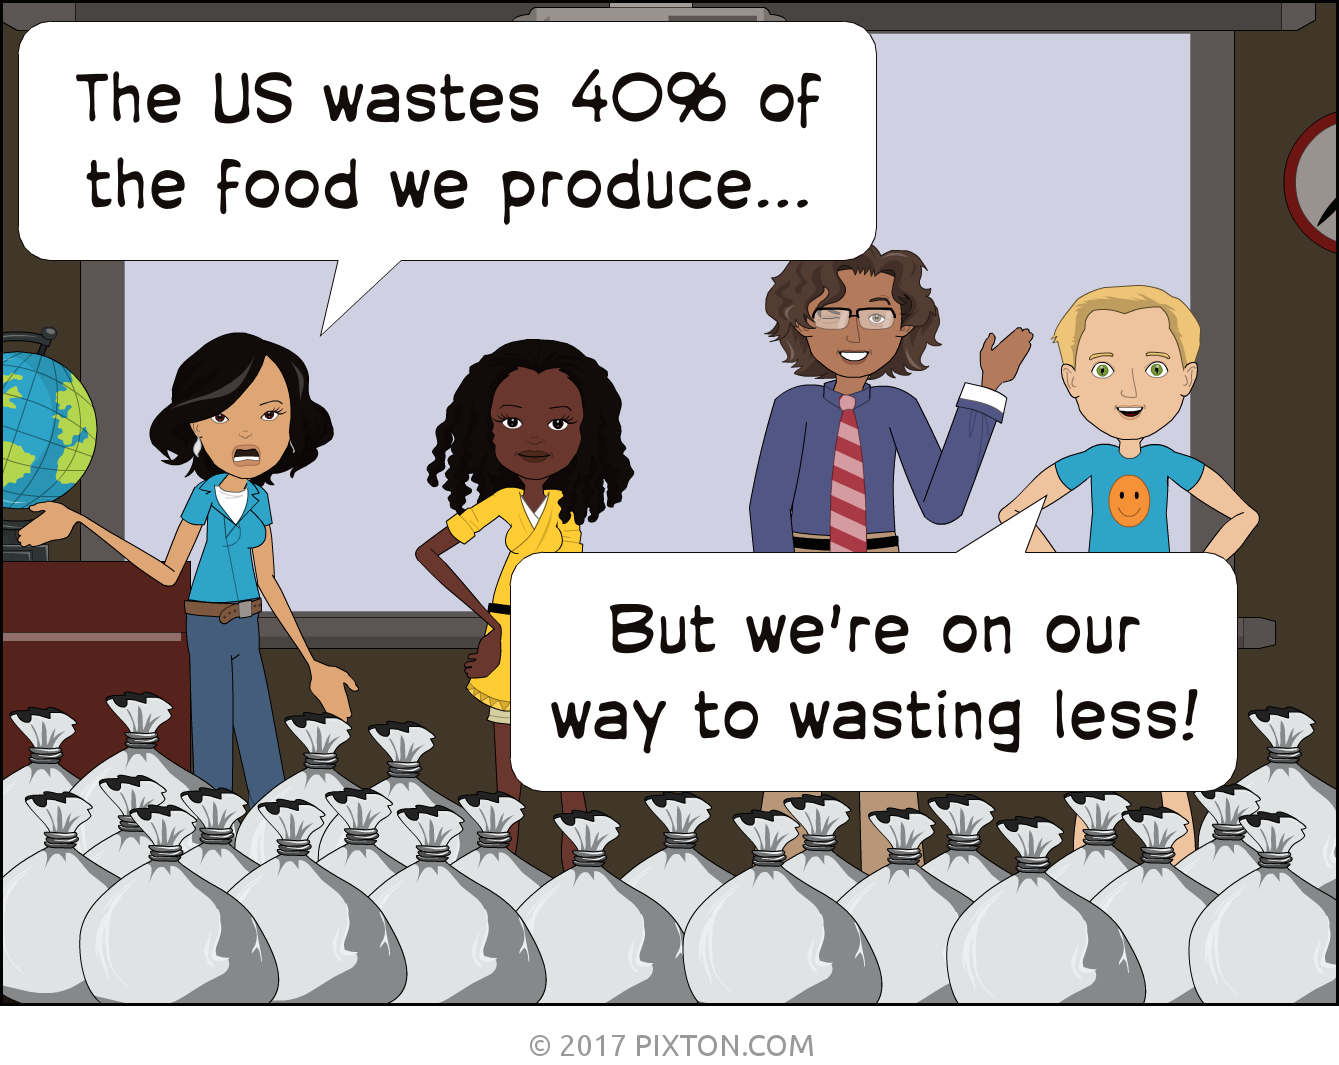 The US wastes 40% of
the food we produce...
But we're on our
way to wasting less!
© 2017 PIXTON.COM